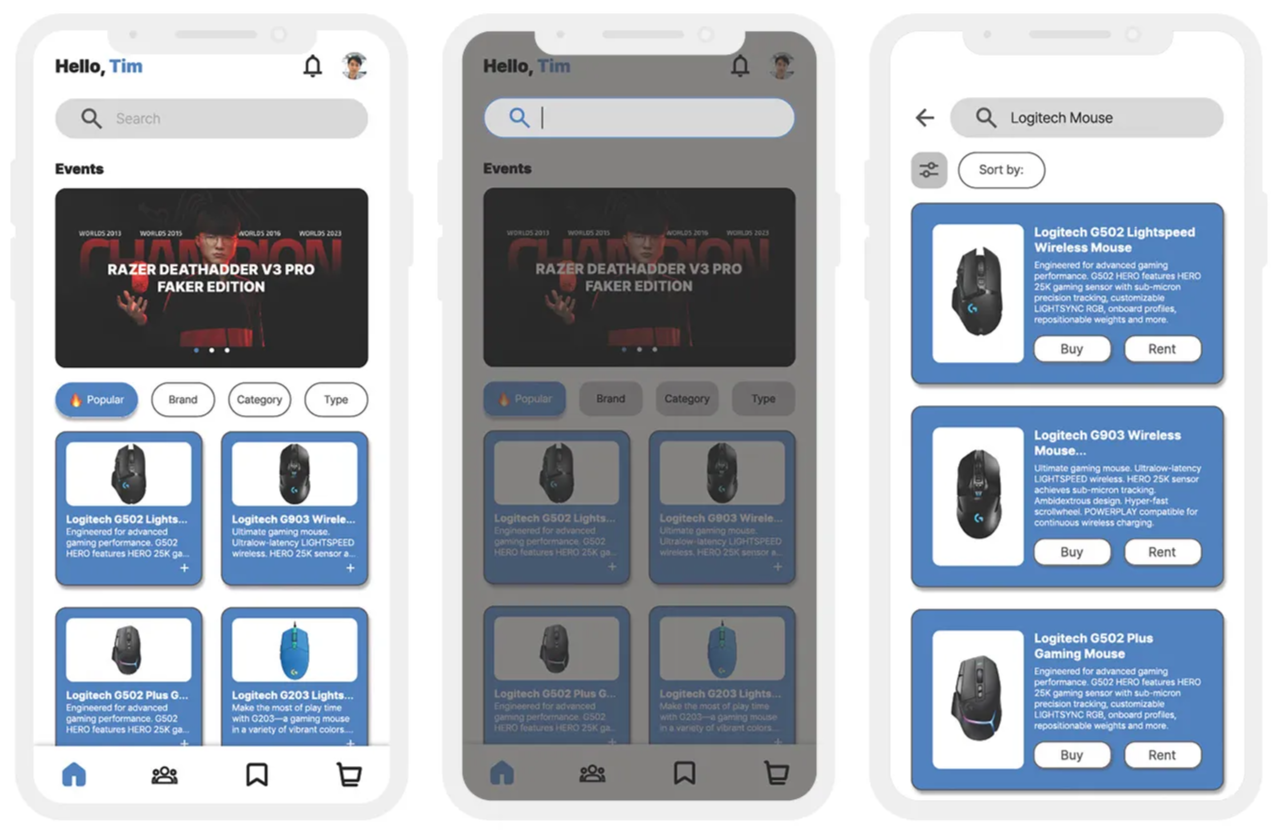 Hello, Tim
Search
Events
WORLDS 2013 WORLDS 2015 WORLDS 2016 WORLDS 2023
CHAMPION
RAZER DEATHADDER V3 PRO
FAKER EDITION
Popular Brand Category Type
Logitech G502 Lights...
Engineered for advanced
gaming performance. G502
HERO features HERO 25K ga...
+
Logitech G903 Wirele...
Ultimate gaming mouse.
Ultralow-latency LIGHTSPEED
wireless. HERO 25K sensor a...
+
Logitech G502 Plus G...
Engineered for advanced
gaming performance. G502
HERO features HERO 25K ga...
+
Logitech G203 Lights...
Make the most of play time
with G203—a gaming mouse
in a variety of vibrant colors....
+
Hello, Tim
Events
WORLDS 2013 WORLDS 2015 WORLDS 2016 WORLDS 2023
CHAMPION
RAZER DEATHADDER V3 PRO
FAKER EDITION
Popular Brand Category Type
Logitech G502 Lights...
Engineered for advanced
gaming performance. G502
HERO features HERO 25K ga...
+
Logitech G903 Wirele...
Ultimate gaming mouse.
Ultralow-latency LIGHTSPEED
wireless. HERO 25K sensor a...
+
Logitech G502 Plus G...
Engineered for advanced
gaming performance. G502
HERO features HERO 25K ga...
+
Logitech G203 Lights...
Make the most of play time
with G203—a gaming mouse
in a variety of vibrant colors....
+
Logitech Mouse
Sort by:
Logitech G502 Lightspeed
Wireless Mouse
Engineered for advanced gaming
performance. G502 HERO features HERO
25K gaming sensor with sub-micron
precision tracking, customizable
LIGHTSYNC RGB, onboard profiles,
repositionable weights and more.
Buy Rent
Logitech G903 Wireless
Mouse...
Ultimate gaming mouse. Ultralow-latency
LIGHTSPEED wireless. HERO 25K sensor
achieves sub-micron tracking.
Ambidextrous design. Hyper-fast
scrollwheel. POWERPLAY compatible for
continuous wireless charging.
Buy Rent
Logitech G502 Plus
Gaming Mouse
Engineered for advanced gaming
performance. G502 HERO features HERO
25K gaming sensor with sub-micron
precision tracking, customizable
LIGHTSYNC RGB, onboard profiles,
repositionable weights and more.
Buy Rent